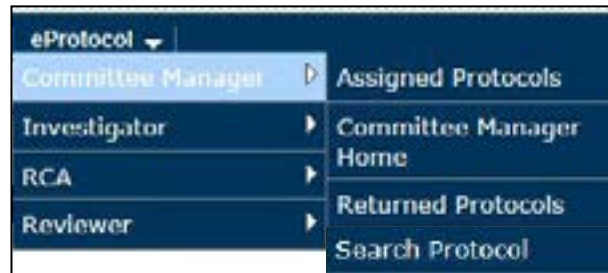 eProtocol
Committee Manager
Investigator
RCA
Reviewer
Assigned Protocols
Committee Manager
Home
Returned Protocols
Search Protocol